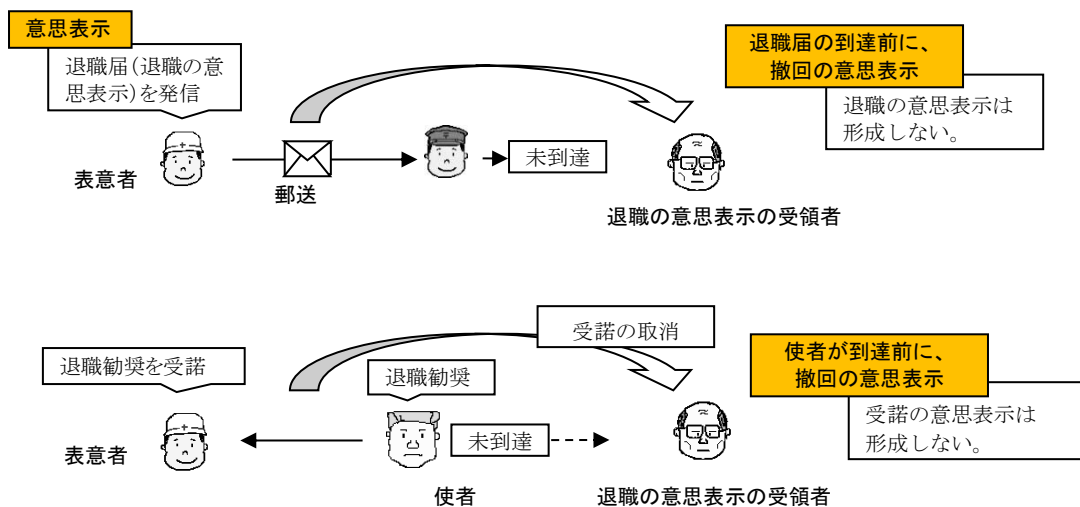 意思表示
退職届（退職の意
思表示）を発信
表意者
郵送
未到達
退職の意思表示の受領者
退職届の到達前に、
撤回の意思表示
退職の意思表示は
形成しない。
退職勧奨を受諾
表意者
退職勧奨
使者
未到達
受諾の取消
退職の意思表示の受領者
使者が到達前に、
撤回の意思表示
受諾の意思表示は
形成しない。